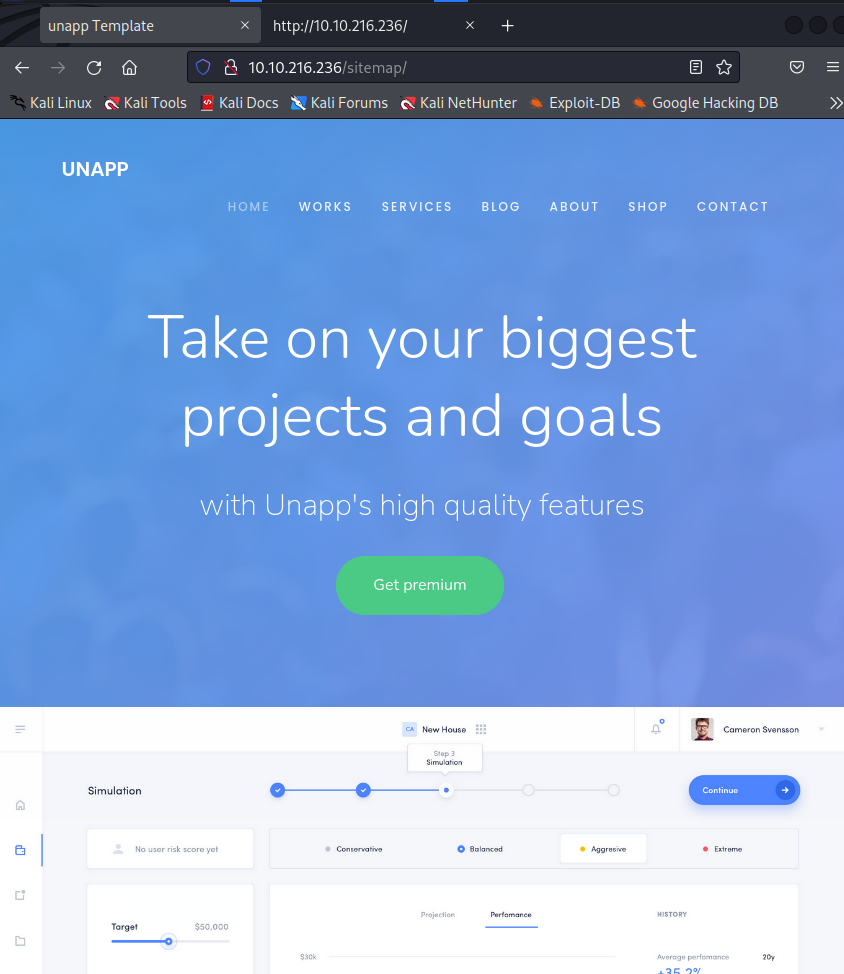 unapp Template
http://10.10.216.236/
10.10.216.236/sitemap/
Kali Linux Kali Tools Kali Docs Kali Forums Kali NetHunter Exploit-DB Google Hacking DB
UNAPP
HOME WORKS SERVICES BLOG ABOUT SHOP CONTACT
Take on your biggest
projects and goals
with Unapp's high quality features
Get premium
CA New House
Cameron Svensson
Step 3
Simulation
Simulation
Continue
No user risk score yet
Conservative Balanced Aggresive Extreme
Target $50,000
Projection Perfomance HISTORY
$30k
Average perfomance 20y
+35,2%